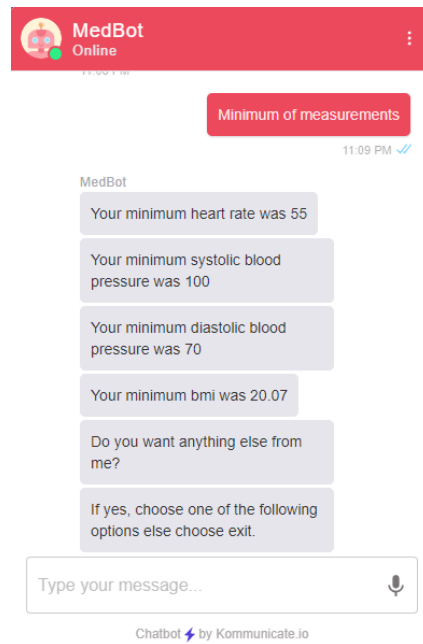 MedBot
Online
Minimum of measurements
11:09 PM
MedBot
Your minimum heart rate was 55
Your minimum systolic blood
pressure was 100
Your minimum diastolic blood
pressure was 70
Your minimum bmi was 20.07
Do you want anything else from
me?
If yes, choose one of the following
options else choose exit.
Type your message...
Chatbot by Kommunicate.io